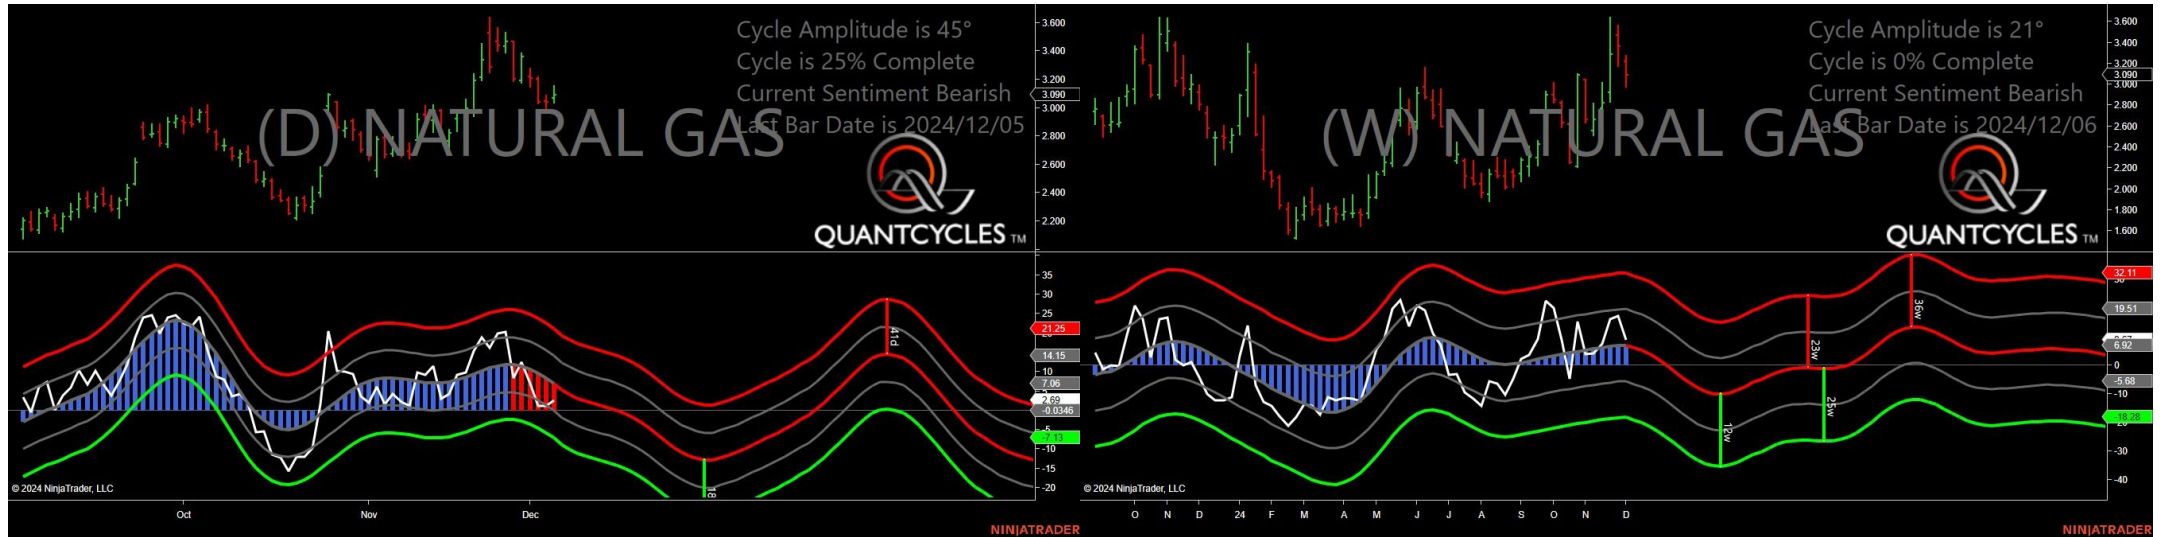 Cycle Amplitude is 45°
Cycle is 25% Complete
Current Sentiment Bearish
Last Bar Date is 2024/12/05
(D) NATURAL GAS
QUANTCYCLES TM
3.600
3.400
3.200
3.090
3.000
2.800
2.600
2.400
2.200
35
30
25
21.25
14.15
10
7.06
2.69
-0.0346
-5
-7.13
-10
-15
-20
41d
18
© 2024 NinjaTrader, LLC
Oct
Nov
Dec
NINJATRADER
Cycle Amplitude is 21°
Cycle is 0% Complete
Current Sentiment Bearish
Last Bar Date is 2024/12/06
(W) NATURAL GAS
QUANTCYCLES TM
3.600
3.400
3.200
3.090
3.000
2.800
2.600
2.400
2.200
2.000
1.800
1.600
32.11
19.51
6.92
0
-5.68
-10
-18.28
-30
-40
12w
23w
25w
36w
© 2024 NinjaTrader, LLC
O N D 24 F M A M J J A S O N D
NINJATRADER